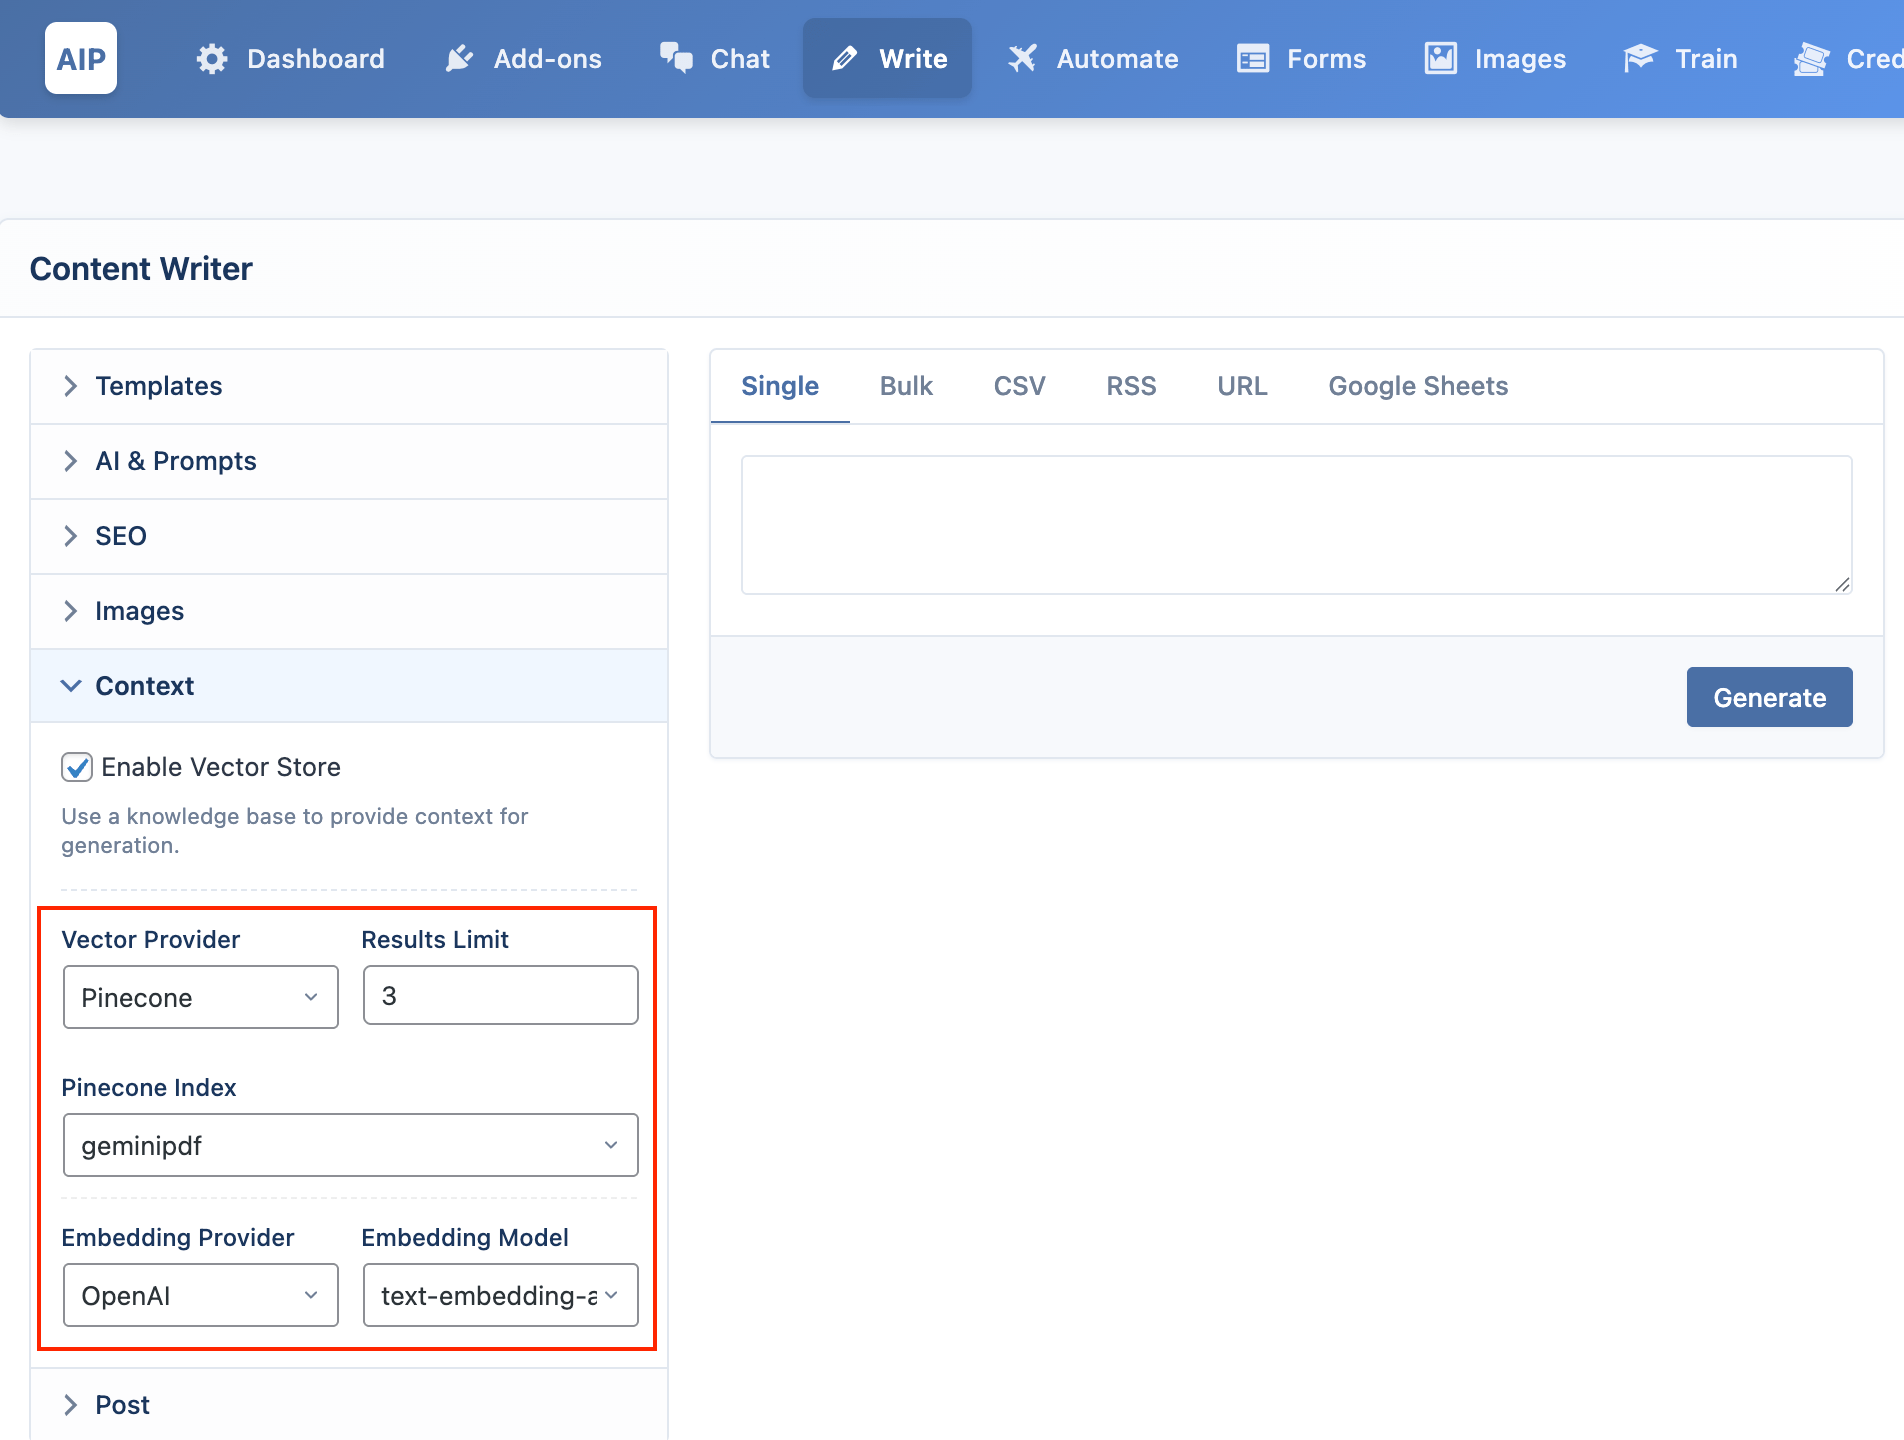 AIP
Dashboard
Add-ons
Chat
Write
Automate
Forms
Images
Train
Content Writer
Templates
AI & Prompts
SEO
Images
Context
Enable Vector Store
Use a knowledge base to provide context for
generation.
Vector Provider
Results Limit
Pinecone
3
Pinecone Index
geminipdf
Embedding Provider
Embedding Model
OpenAI
text-embedding-a
Post
Single
Bulk
CSV
RSS
URL
Google Sheets
Generate